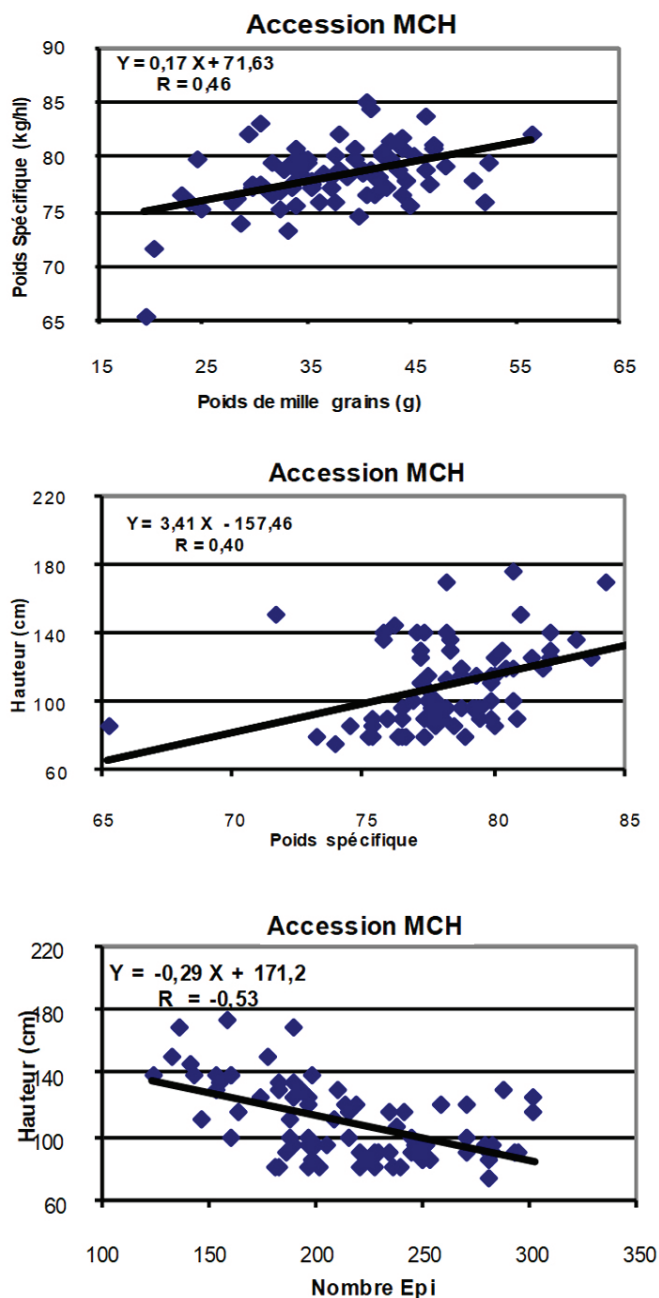 Accession MCH
Y = 0,17 X + 71,63
R = 0,46
90
85
80
75
70
65
Poids Spécifique (kg/hl)
15 25 35 45 55 65
Poids de mille grains (g)
Accession MCH
Y = 3,41 X - 157,46
R = 0,40
220
180
140
100
60
Hauteur (cm)
65 70 75 80 85
Poids spécifique
Accession MCH
Y = -0,29 X + 171,2
R = -0,53
220
180
140
100
60
Hauteur (cm)
100 150 200 250 300 350
Nombre Epi